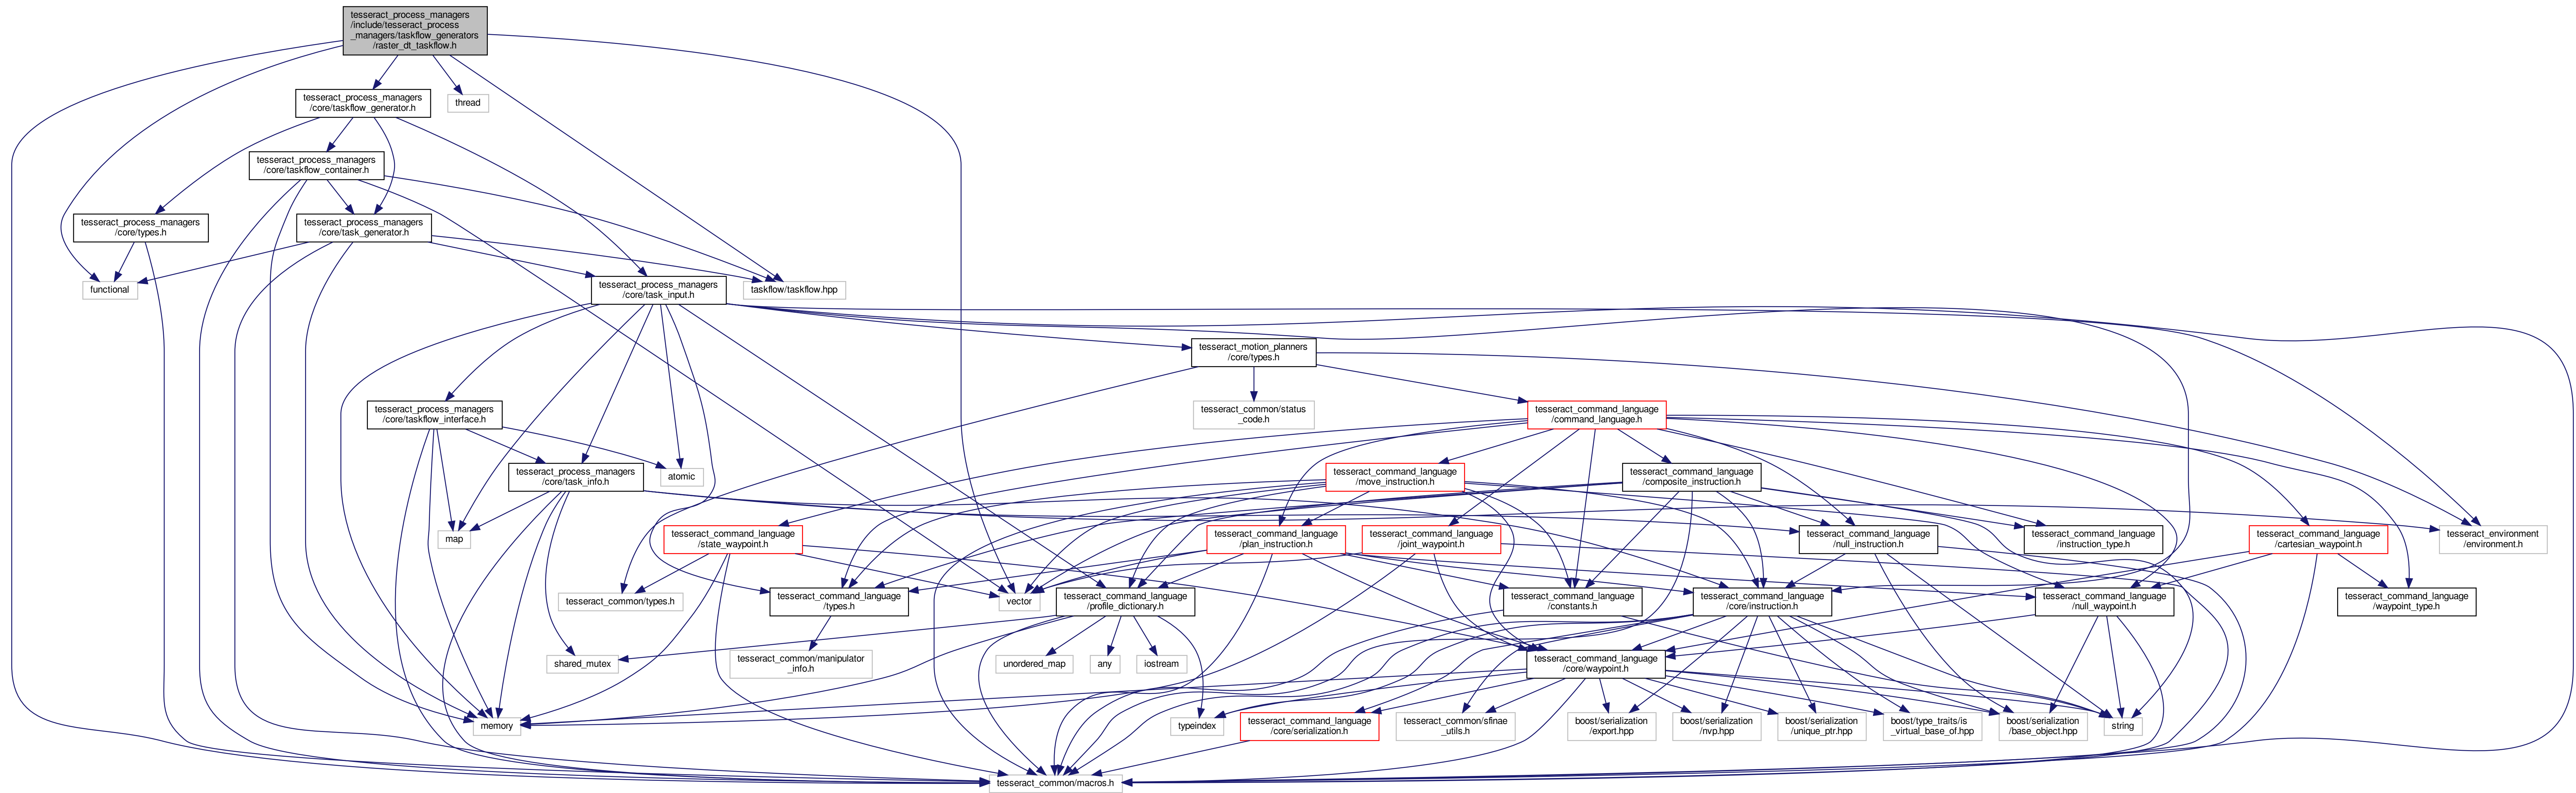 tesseract_process_managers
/include/tesseract_process
_managers/taskflow_generators
/raster_dt_taskflow.h
tesseract_process_managers
/core/taskflow_generator.h
thread
tesseract_process_managers
/core/taskflow_container.h
tesseract_process_managers
/core/types.h
tesseract_process_managers
/core/task_generator.h
functional
tesseract_process_managers
/core/task_input.h
taskflow/taskflow.hpp
tesseract_motion_planners
/core/types.h
tesseract_process_managers
/core/taskflow_interface.h
tesseract_common/status
_code.h
tesseract_command_language
/command_language.h
tesseract_process_managers
/core/task_info.h
atomic
tesseract_command_language
/move_instruction.h
tesseract_command_language
/composite_instruction.h
map
tesseract_command_language
/state_waypoint.h
tesseract_command_language
/plan_instruction.h
tesseract_command_language
/joint_waypoint.h
tesseract_command_language
/null_instruction.h
tesseract_command_language
/instruction_type.h
tesseract_command_language
/cartesian_waypoint.h
tesseract_environment
/environment.h
tesseract_common/types.h
tesseract_command_language
/types.h
vector
tesseract_command_language
/profile_dictionary.h
tesseract_command_language
/constants.h
tesseract_command_language
/core/instruction.h
tesseract_command_language
/null_waypoint.h
tesseract_command_language
/waypoint_type.h
shared_mutex
tesseract_common/manipulator
_info.h
unordered_map
any
iostream
tesseract_command_language
/core/waypoint.h
memory
typeindex
tesseract_command_language
/core/serialization.h
tesseract_common/sfinae
_utils.h
boost/serialization
/export.hpp
boost/serialization
/nvp.hpp
boost/serialization
/unique_ptr.hpp
boost/type_traits/is
_virtual_base_of.hpp
boost/serialization
/base_object.hpp
string
tesseract_common/macros.h